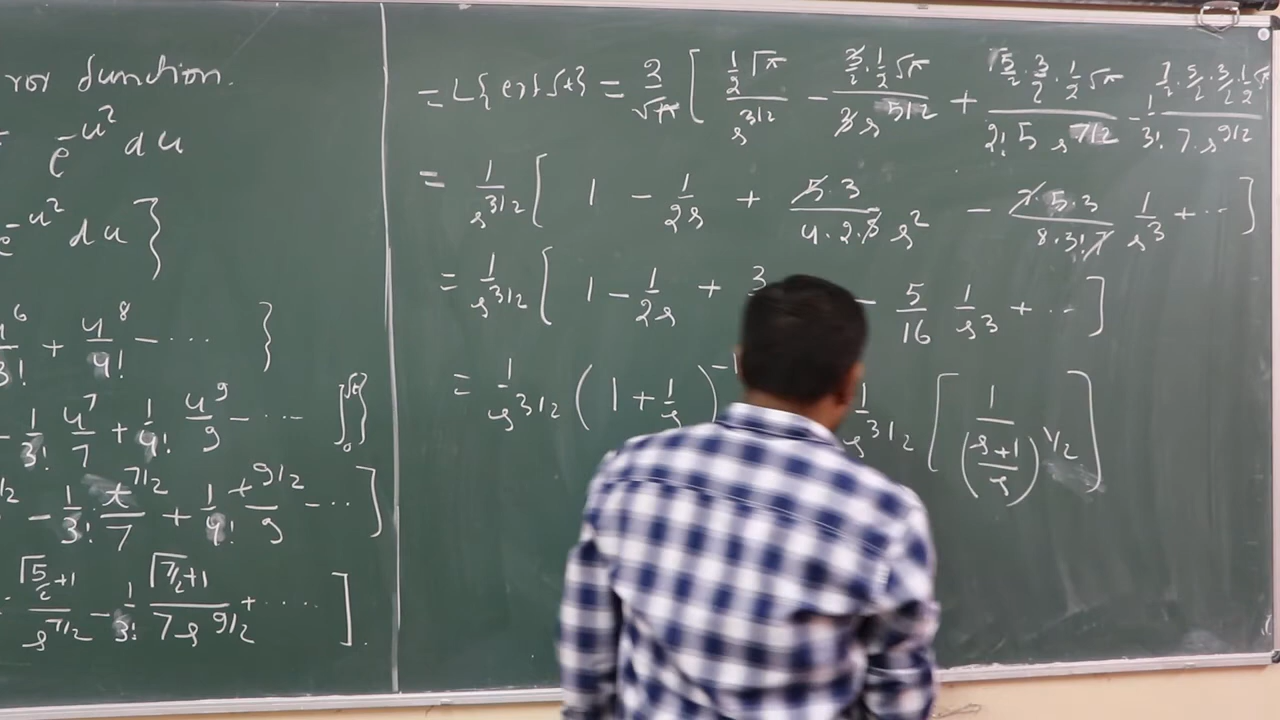 ror function.
e^{-u^2} du
e^{-u^2} du }
u^6/3! + u^8/4! - ... }
- 1/3! u^7/7 + 1/4! u^9/9 - ... ]_0^{√t} }
- 1/3! t^{7/2}/7 + 1/4! t^{9/2}/9 - ... ]
Γ5/2+1 / s^{7/2} - 1/3! Γ7/2+1 / 7 s^{9/2} + .... ].
= L{erf √t} = 2/√π [ 1/2 √π / s^{3/2} - 3/2 · 1/2 √π / 3 s^{5/2} + 5/2 · 3/2 · 1/2 √π / 2! 5 s^{7/2} - 1/3! 7/2 · 5/2 · 3/2 · 1/2 √π / 7 · s^{9/2}
= 1/s^{3/2} [ 1 - 1/2s + 5·3 / 4·2·5 s^2 - 7·5·3 / 8·3!·7 1/s^3 + ... ]
= 1/s^{3/2} [ 1 - 1/2s + 3 - 5/16 1/s^3 + ... ]
= 1/s^{3/2} ( 1 + 1/s )^{-1 1/s^{3/2} [ 1 / ( s+1 / s )^{1/2} ]